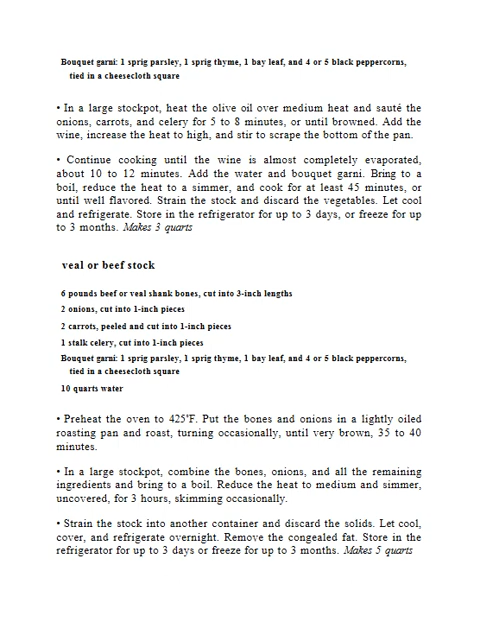 Bouquet garni: 1 sprig parsley, 1 sprig thyme, 1 bay leaf, and 4 or 5 black peppercorns,
tied in a cheesecloth square
• In a large stockpot, heat the olive oil over medium heat and sauté the
onions, carrots, and celery for 5 to 8 minutes, or until browned. Add the
wine, increase the heat to high, and stir to scrape the bottom of the pan.
• Continue cooking until the wine is almost completely evaporated,
about 10 to 12 minutes. Add the water and bouquet garni. Bring to a
boil, reduce the heat to a simmer, and cook for at least 45 minutes, or
until well flavored. Strain the stock and discard the vegetables. Let cool
and refrigerate. Store in the refrigerator for up to 3 days, or freeze for up
to 3 months. Makes 3 quarts
veal or beef stock
6 pounds beef or veal shank bones, cut into 3-inch lengths
2 onions, cut into 1-inch pieces
2 carrots, peeled and cut into 1-inch pieces
1 stalk celery, cut into 1-inch pieces
Bouquet garni: 1 sprig parsley, 1 sprig thyme, 1 bay leaf, and 4 or 5 black peppercorns,
tied in a cheesecloth square
10 quarts water
• Preheat the oven to 425°F. Put the bones and onions in a lightly oiled
roasting pan and roast, turning occasionally, until very brown, 35 to 40
minutes.
• In a large stockpot, combine the bones, onions, and all the remaining
ingredients and bring to a boil. Reduce the heat to medium and simmer,
uncovered, for 3 hours, skimming occasionally.
• Strain the stock into another container and discard the solids. Let cool,
cover, and refrigerate overnight. Remove the congealed fat. Store in the
refrigerator for up to 3 days or freeze for up to 3 months. Makes 5 quarts